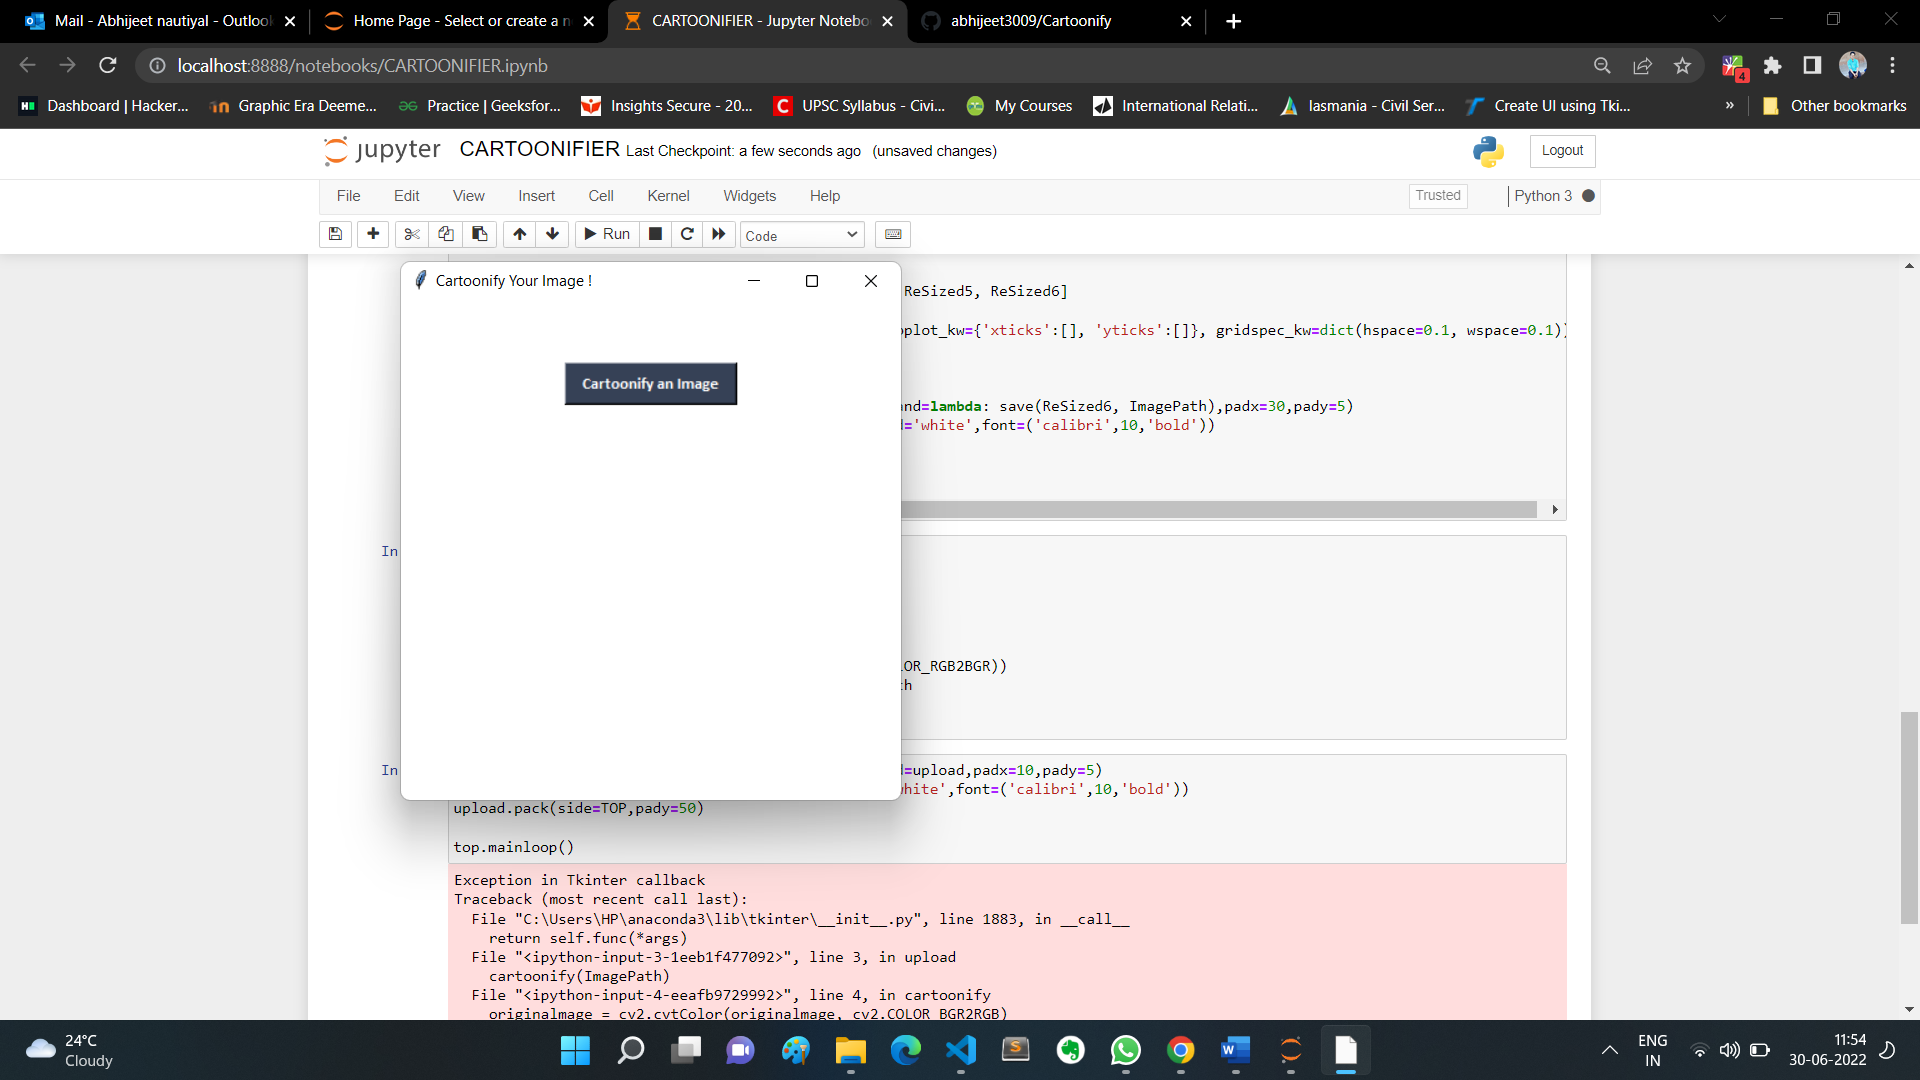 Mail - Abhijeet nautiyal - Outlook
Home Page - Select or create a n
CARTOONIFIER - Jupyter Notebo
abhijeet3009/Cartoonify
localhost:8888/notebooks/CARTOONIFIER.ipynb
4
Dashboard | Hacker...
Graphic Era Deeme...
Practice | Geeksfor...
Insights Secure - 20...
UPSC Syllabus - Civi...
My Courses
International Relati...
Iasmania - Civil Ser...
Create UI using Tki...
»
Other bookmarks
jupyter CARTOONIFIER Last Checkpoint: a few seconds ago (unsaved changes)
Logout
File Edit View Insert Cell Kernel Widgets Help
Trusted
Python 3
Run
Code
Cartoonify Your Image !
Cartoonify an Image
ReSized5, ReSized6]
plot_kw={'xticks':[], 'yticks':[]}, gridspec_kw=dict(hspace=0.1, wspace=0.1))
nd=lambda: save(ReSized6, ImagePath),padx=30,pady=5)
='white',font=('calibri',10,'bold'))
In
OR_RGB2BGR))
h
In
=upload,padx=10,pady=5)
white',font=('calibri',10,'bold'))
upload.pack(side=TOP,pady=50)
top.mainloop()
Exception in Tkinter callback
Traceback (most recent call last):
File "C:\Users\HP\anaconda3\lib\tkinter\__init__.py", line 1883, in __call__
return self.func(*args)
File "<ipython-input-3-1eeb1f477092>", line 3, in upload
cartoonify(ImagePath)
File "<ipython-input-4-eeafb9729992>", line 4, in cartoonify
originalmage = cv2.cvtColor(originalmage, cv2.COLOR_BGR2RGB)
24°C
Cloudy
ENG
IN
11:54
30-06-2022